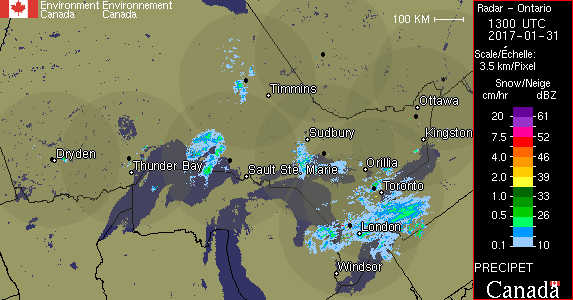 Environment Environnement
Canada Canada
Radar - Ontario
1300 UTC
2017-01-31
100 KM
Scale/Échelle:
3.5 km/Pixel
Snow/Neige
cm/hr dBZ
20 61
7.5 52
4.0 46
2.0 39
1.0 33
0.5 26
0.1 10
Timmins
Ottawa
Sudbury
Kingston
Dryden
Thunder Bay
Sault Ste. Marie
Orillia
Toronto
London
Windsor
PRECIPET
Canada